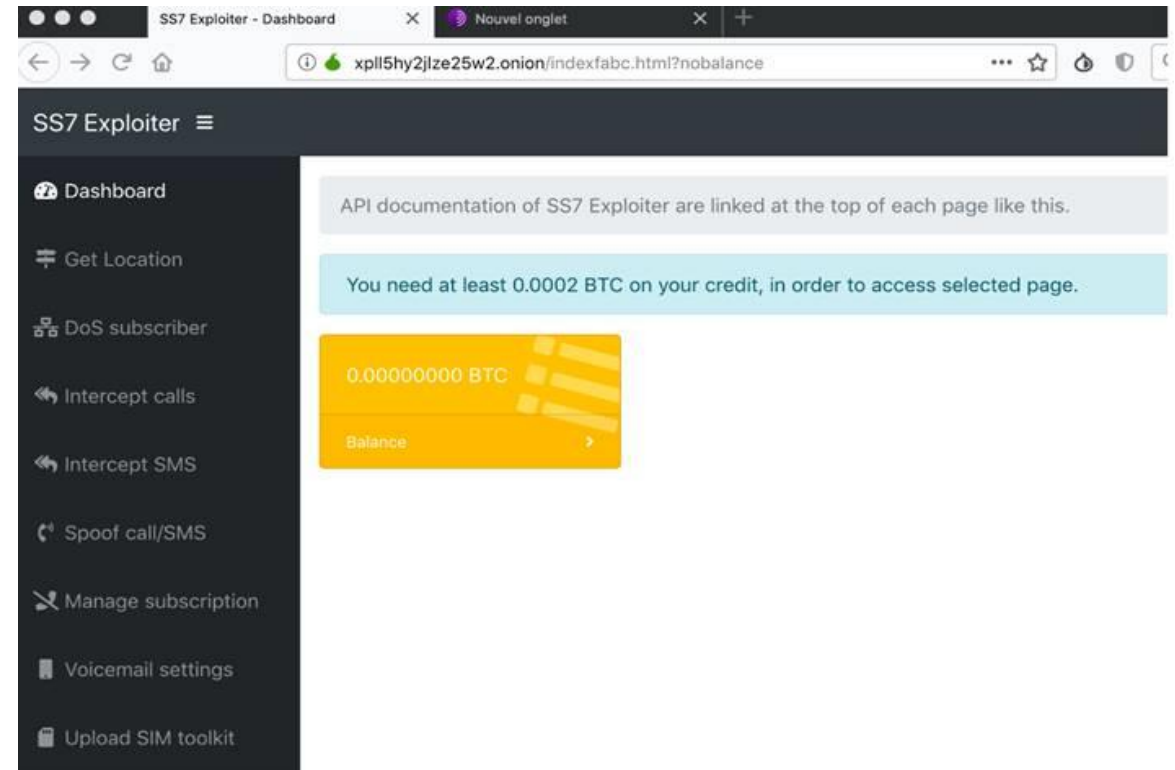 SS7 Exploiter - Dashboard
Nouvel onglet
xpll5hy2jlze25w2.onion/indexfabc.html?nobalance
SS7 Exploiter
Dashboard
API documentation of SS7 Exploiter are linked at the top of each page like this.
Get Location
You need at least 0.0002 BTC on your credit, in order to access selected page.
DoS subscriber
0.00000000 BTC
Intercept calls
Balance
Intercept SMS
Spoof call/SMS
Manage subscription
Voicemail settings
Upload SIM toolkit